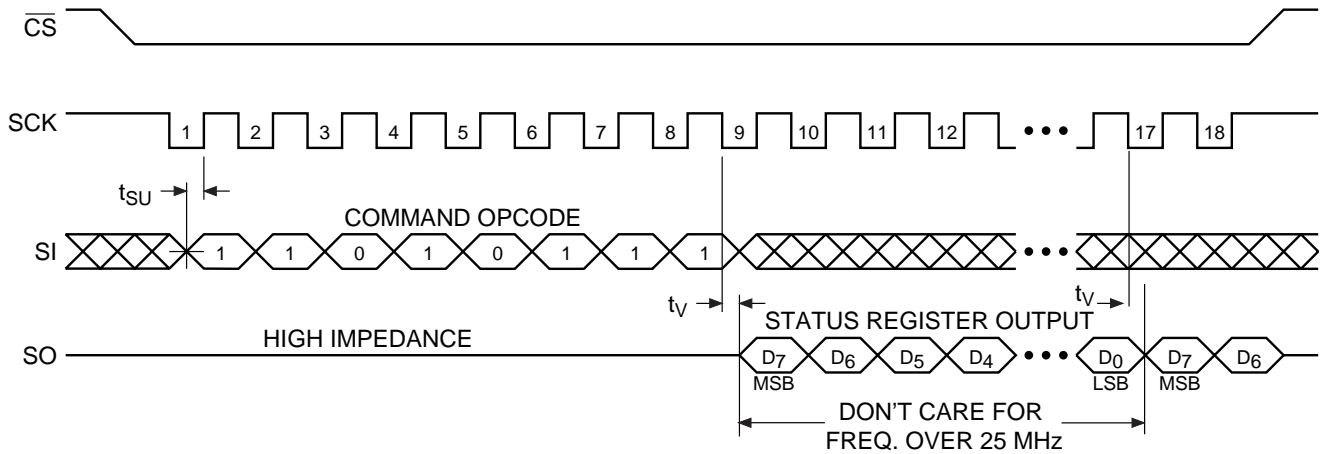 CS
SCK 1 2 3 4 5 6 7 8 9 10 11 12 17 18
tSU
COMMAND OPCODE
SI 1 1 0 1 0 1 1 1
tV tV
HIGH IMPEDANCE STATUS REGISTER OUTPUT
SO D7 D6 D5 D4 D0 D7 D6
MSB LSB MSB
DON'T CARE FOR
FREQ. OVER 25 MHz